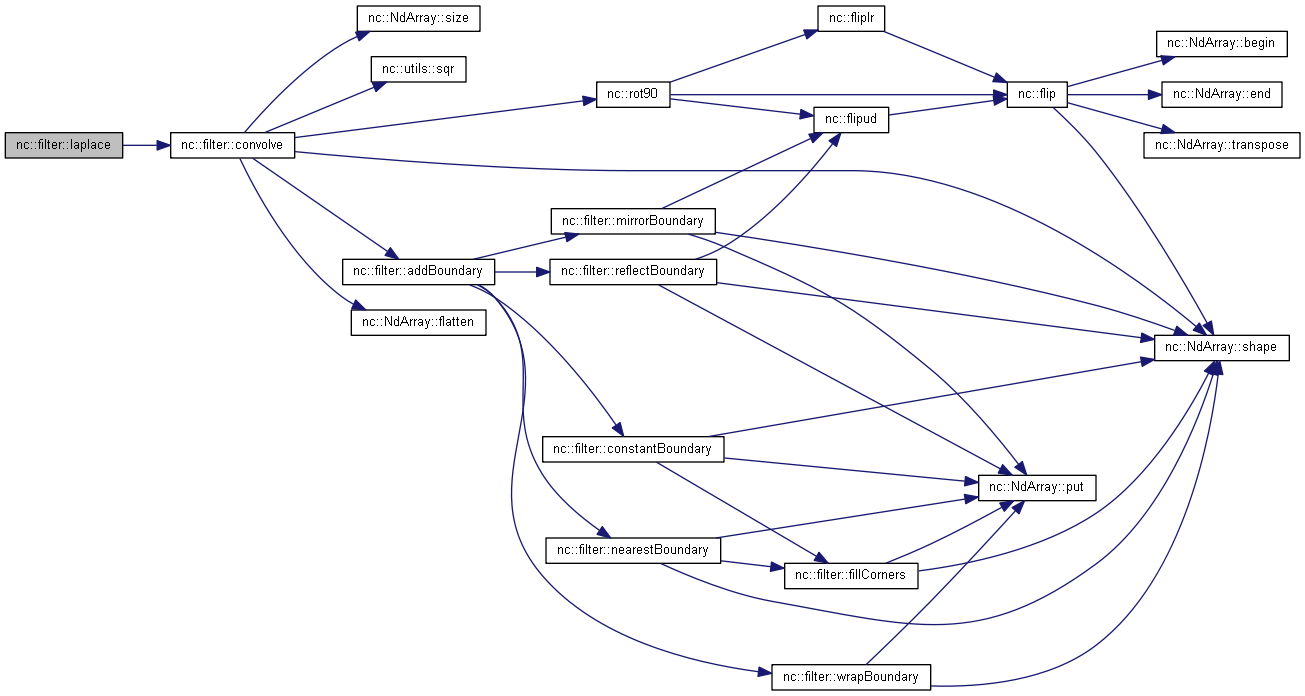 nc::NdArray::size
nc::fliplr
nc::NdArray::begin
nc::utils::sqr
nc::rot90
nc::flip
nc::NdArray::end
nc::flipud
nc::filter::laplace
nc::filter::convolve
nc::NdArray::transpose
nc::filter::mirrorBoundary
nc::filter::addBoundary
nc::filter::reflectBoundary
nc::NdArray::flatten
nc::NdArray::shape
nc::filter::constantBoundary
nc::NdArray::put
nc::filter::nearestBoundary
nc::filter::fillCorners
nc::filter::wrapBoundary